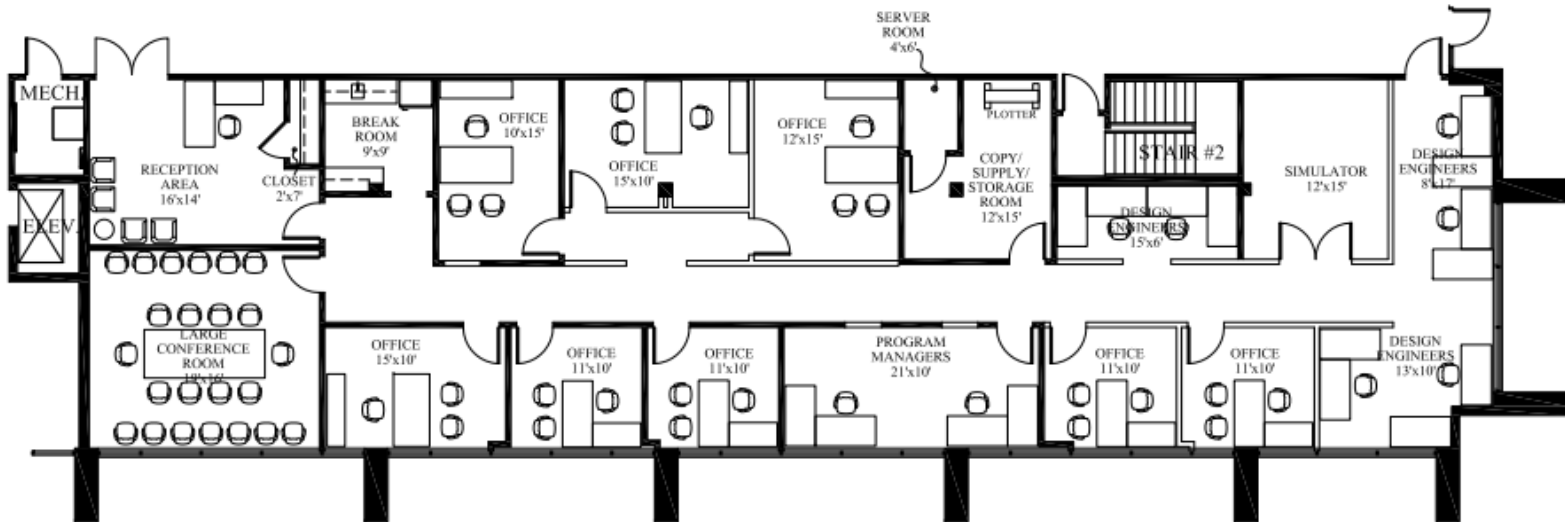 SERVER
ROOM
4'x6'
MECH.
ELEV.
RECEPTION
AREA
16'x14'
CLOSET
2'x7'
BREAK
ROOM
9'x9'
OFFICE
10'x15'
OFFICE
15'x10'
OFFICE
12'x15'
PLOTTER
COPY/
SUPPLY/
STORAGE
ROOM
12'x15'
STAIR #2
DESIGN
ENGINEERS
15'x6'
SIMULATOR
12'x15'
DESIGN
ENGINEERS
8'x17'
LARGE
CONFERENCE
ROOM
19'x16'
OFFICE
15'x10'
OFFICE
11'x10'
OFFICE
11'x10'
PROGRAM
MANAGERS
21'x10'
OFFICE
11'x10'
OFFICE
11'x10'
DESIGN
ENGINEERS
13'x10'